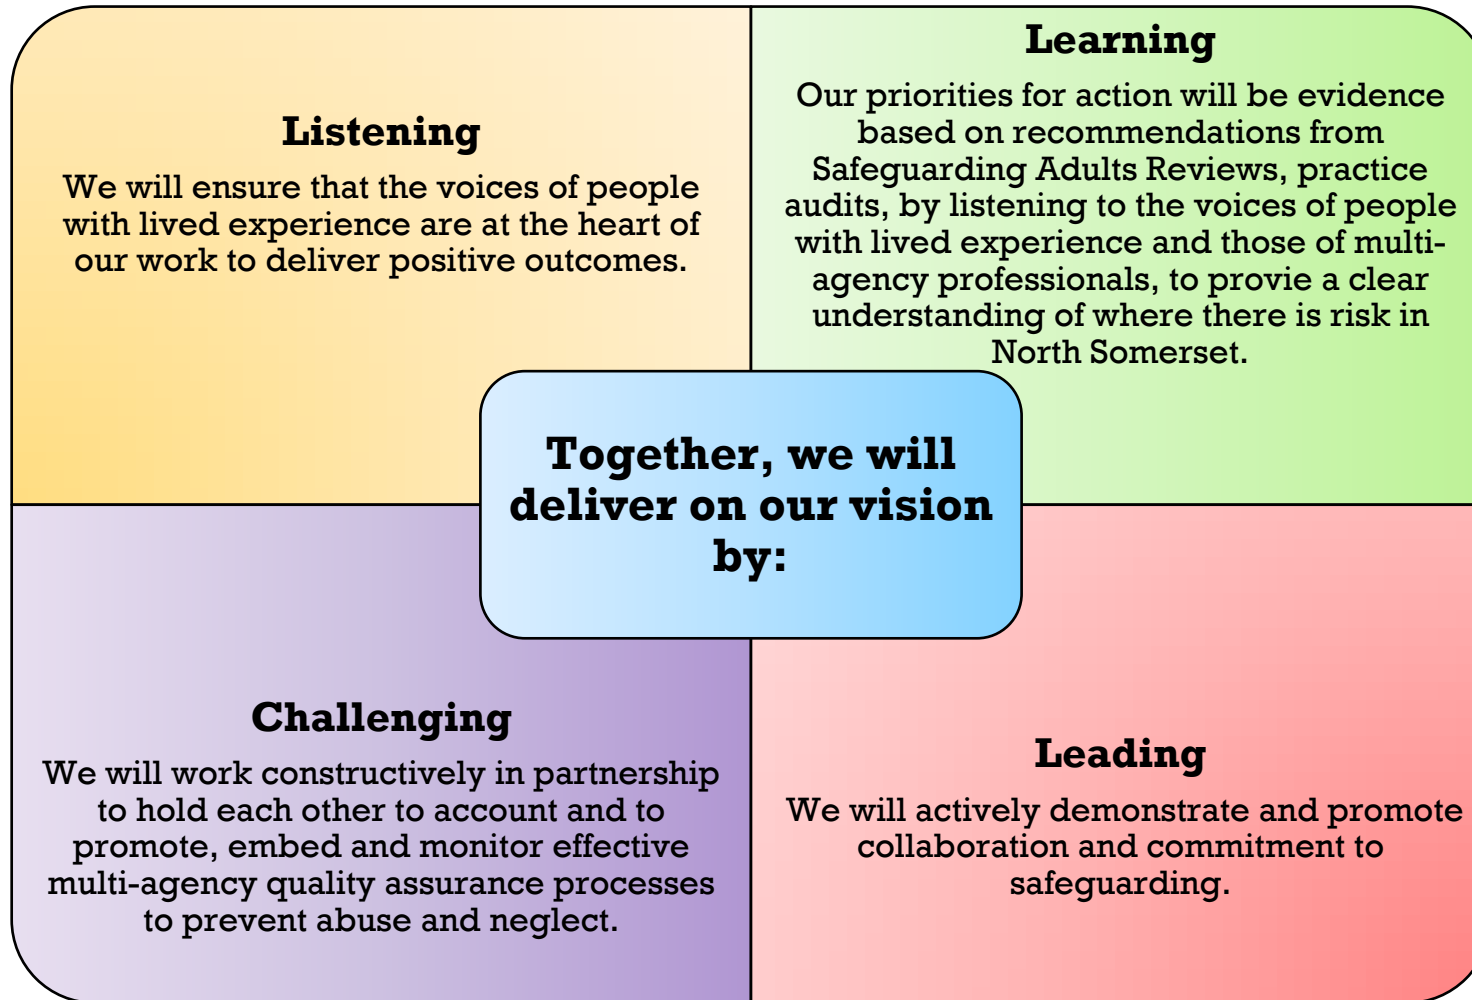 Listening
We will ensure that the voices of people
with lived experience are at the heart of
our work to deliver positive outcomes.
Learning
Our priorities for action will be evidence
based on recommendations from
Safeguarding Adults Reviews, practice
audits, by listening to the voices of people
with lived experience and those of multi-
agency professionals, to provie a clear
understanding of where there is risk in
North Somerset.
Together, we will
deliver on our vision
by:
Challenging
We will work constructively in partnership
to hold each other to account and to
promote, embed and monitor effective
multi-agency quality assurance processes
to prevent abuse and neglect.
Leading
We will actively demonstrate and promote
collaboration and commitment to
safeguarding.